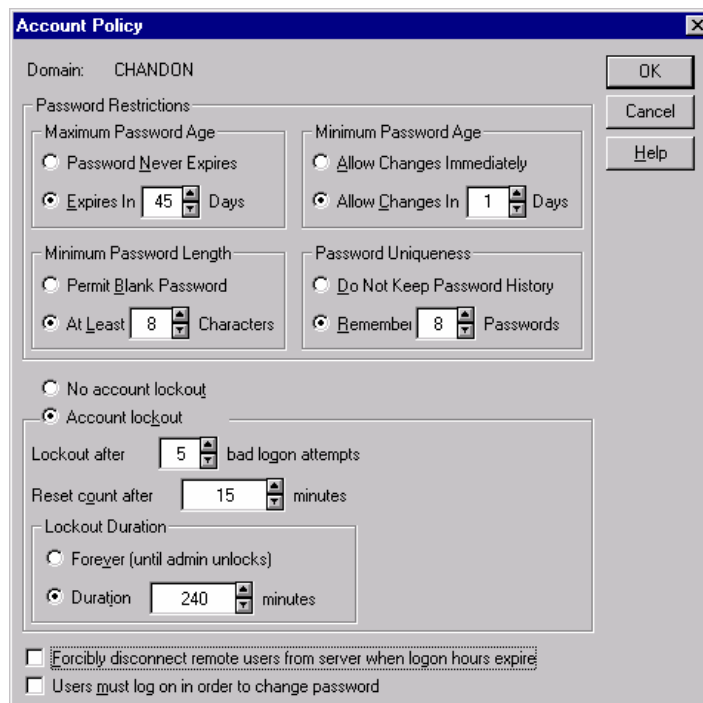 Account Policy
Domain: CHANDON
OK
Cancel
Help
Password Restrictions
Maximum Password Age
Password Never Expires
Expires In 45 Days
Minimum Password Age
Allow Changes Immediately
Allow Changes In 1 Days
Minimum Password Length
Permit Blank Password
At Least 8 Characters
Password Uniqueness
Do Not Keep Password History
Remember 8 Passwords
No account lockout
Account lockout
Lockout after 5 bad logon attempts
Reset count after 15 minutes
Lockout Duration
Forever (until admin unlocks)
Duration 240 minutes
Forcibly disconnect remote users from server when logon hours expire
Users must log on in order to change password